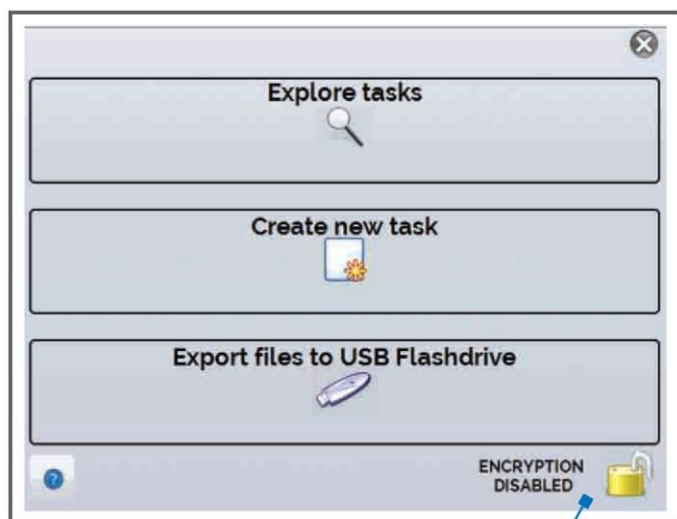 Explore tasks
Create new task
Export files to USB Flashdrive
ENCRYPTION
DISABLED